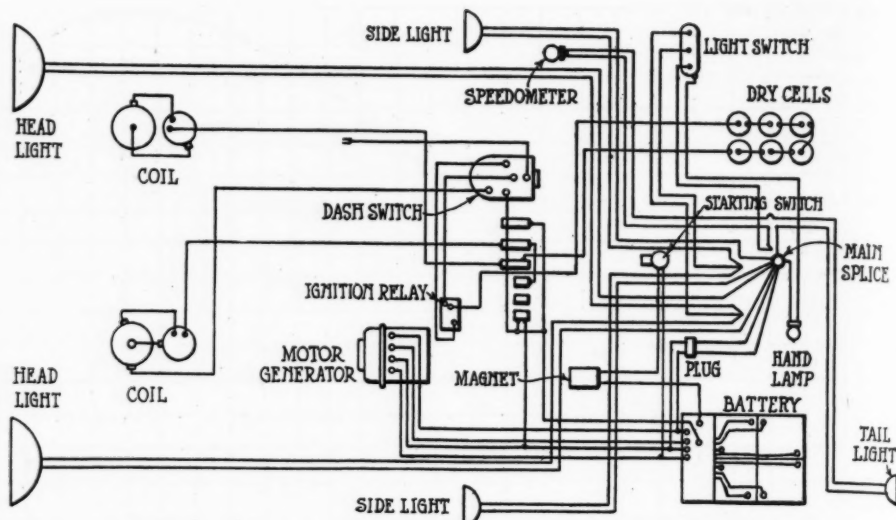 SIDE LIGHT
LIGHT SWITCH
SPEEDOMETER
DRY CELLS
HEAD
LIGHT
COIL
DASH SWITCH
STARTING SWITCH
MAIN
SPLICE
IGNITION RELAY
MOTOR
GENERATOR
MAGNET
PLUG
HAND
LAMP
HEAD
LIGHT
COIL
BATTERY
TAIL
LIGHT
SIDE LIGHT